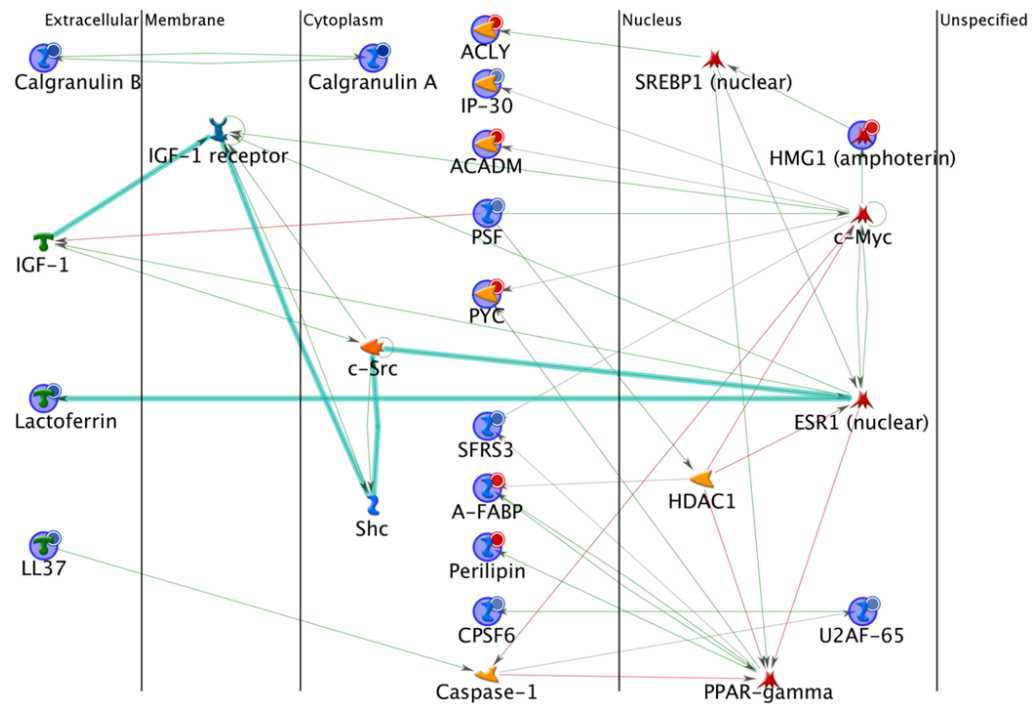 Extracellular
Membrane
Cytoplasm
Nucleus
Unspecified
Calgranulin B
Calgranulin A
ACLY
SREBP1 (nuclear)
IP-30
IGF-1 receptor
ACADM
HMG1 (amphoterin)
PSF
c-Myc
IGF-1
PYC
c-Src
Lactoferrin
ESR1 (nuclear)
SFRS3
HDAC1
A-FABP
Shc
LL37
Perilipin
CPSF6
U2AF-65
Caspase-1
PPAR-gamma